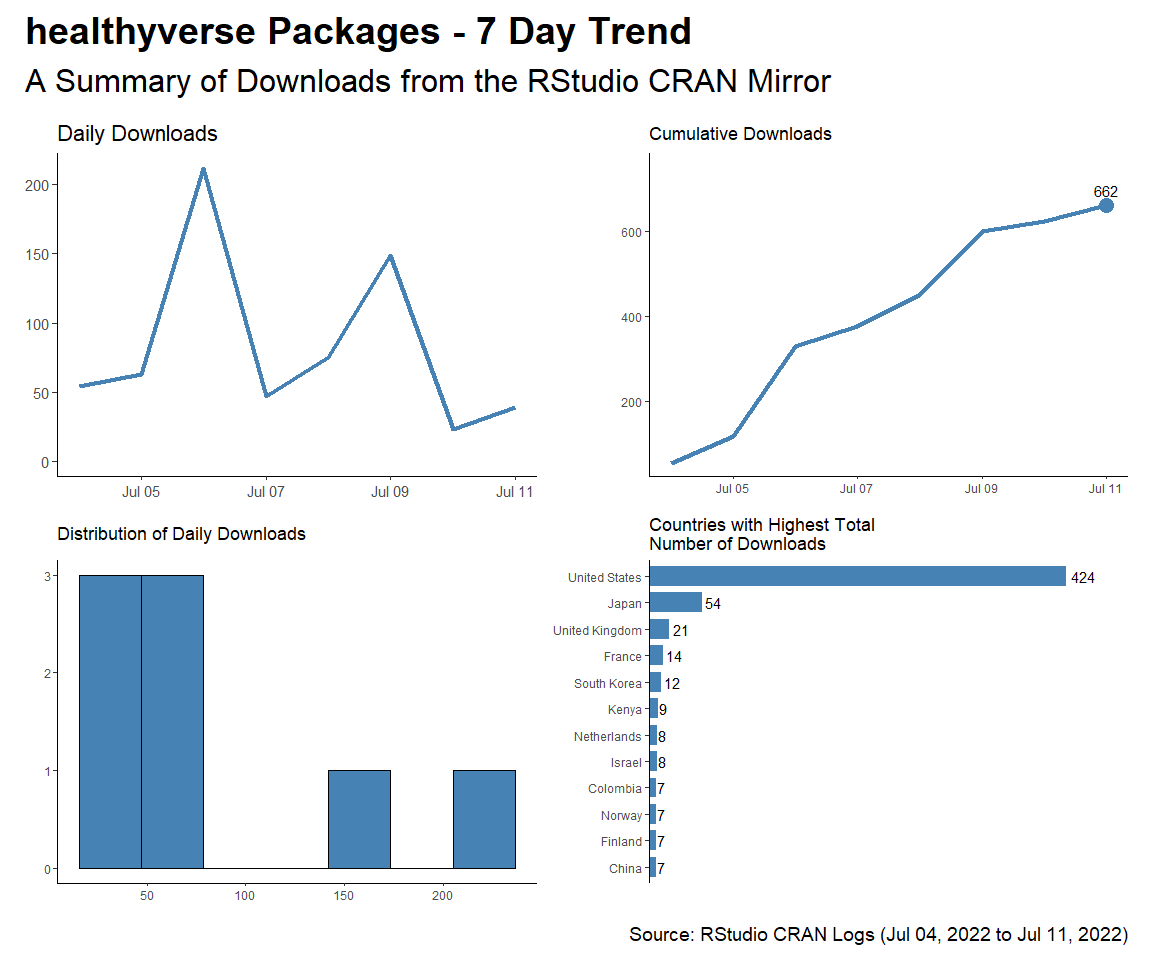 healthyverse Packages - 7 Day Trend
A Summary of Downloads from the RStudio CRAN Mirror
Daily Downloads
200
150
100
50
0
Jul 05 Jul 07 Jul 09 Jul 11
Cumulative Downloads
662
600
400
200
Jul 05 Jul 07 Jul 09 Jul 11
Distribution of Daily Downloads
3
2
1
0
50 100 150 200
Countries with Highest Total
Number of Downloads
United States 424
Japan 54
United Kingdom 21
France 14
South Korea 12
Kenya 9
Netherlands 8
Israel 8
Colombia 7
Norway 7
Finland 7
China 7
Source: RStudio CRAN Logs (Jul 04, 2022 to Jul 11, 2022)